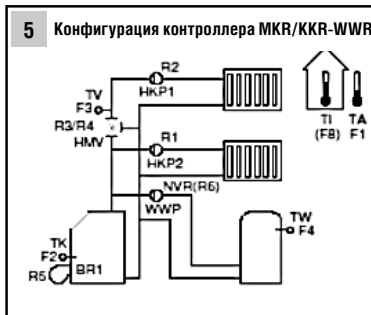 5 Конфигурация контроллера MKR/KKR-WWR
R2
HKP1
TV
F3
R3/R4
HMV
R1
HKP2
NVR(R6)
WWP
TI
(F8)
TA
F1
TK
F2
R5
BR1
TW
F4